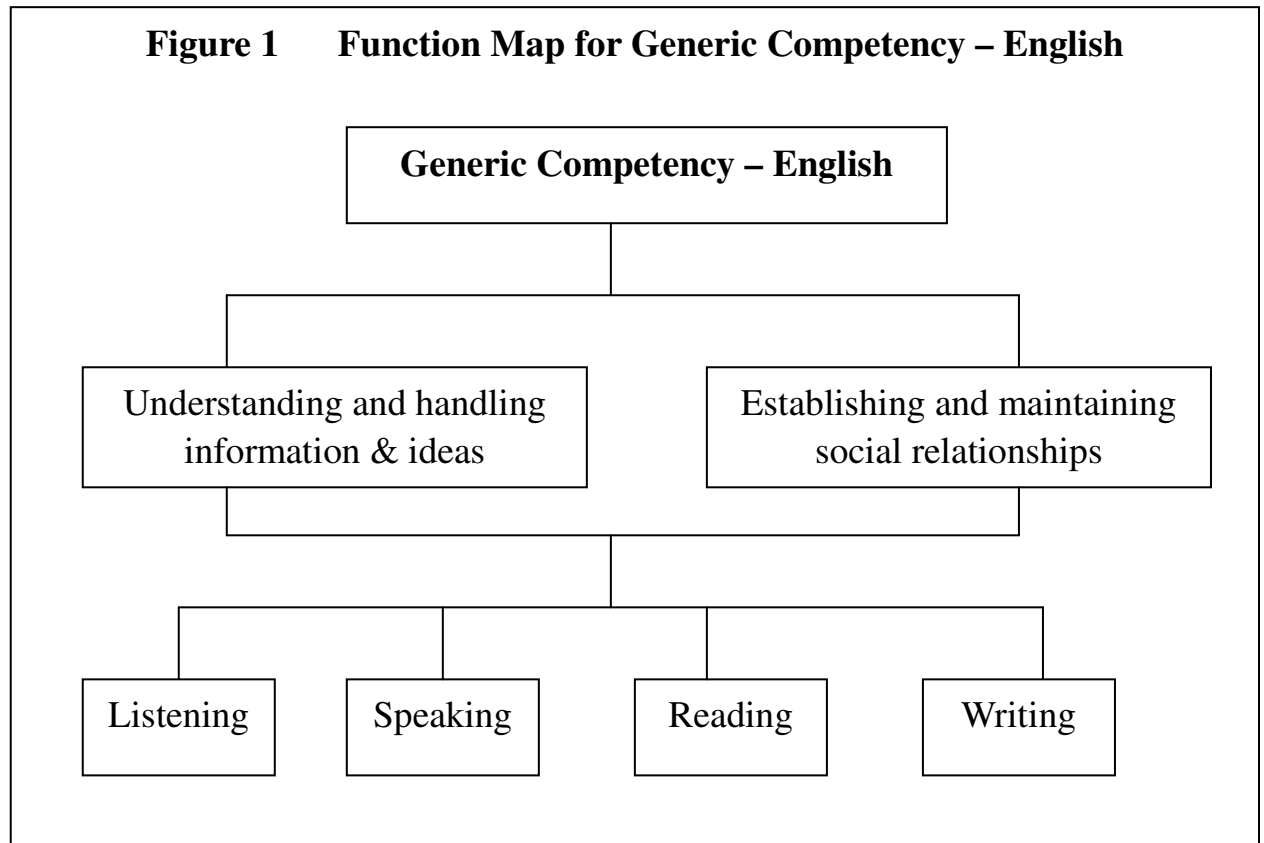 Figure 1 Function Map for Generic Competency – English
Generic Competency – English
Understanding and handling
information & ideas
Establishing and maintaining
social relationships
Listening
Speaking
Reading
Writing